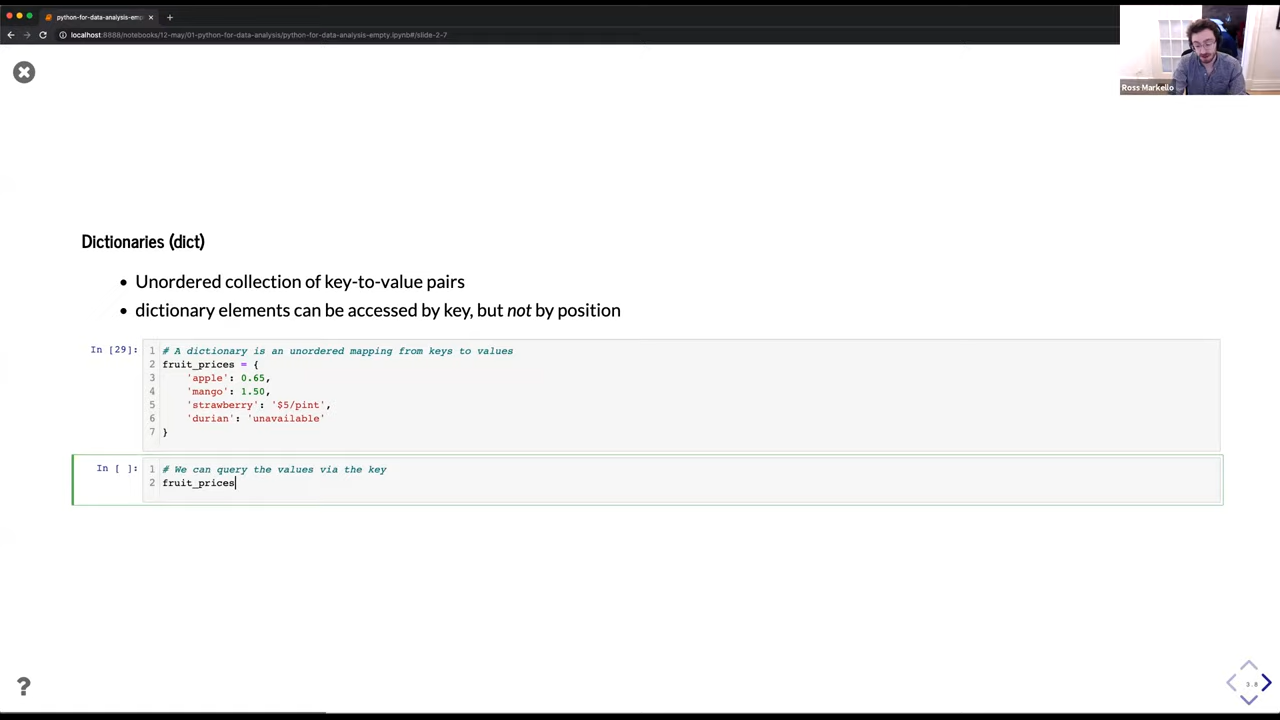 python-for-data-analysis-emp
localhost:8888/notebooks/12-may/01-python-for-data-analysis/python-for-data-analysis-empty.ipynb#/slide-2-7
Ross Markello
Dictionaries (dict)
• Unordered collection of key-to-value pairs
• dictionary elements can be accessed by key, but not by position
In [29]:
1 # A dictionary is an unordered mapping from keys to values
2 fruit_prices = {
3     'apple': 0.65,
4     'mango': 1.50,
5     'strawberry': '$5/pint',
6     'durian': 'unavailable'
7 }
In [ ]:
1 # We can query the values via the key
2 fruit_prices
?
3.8